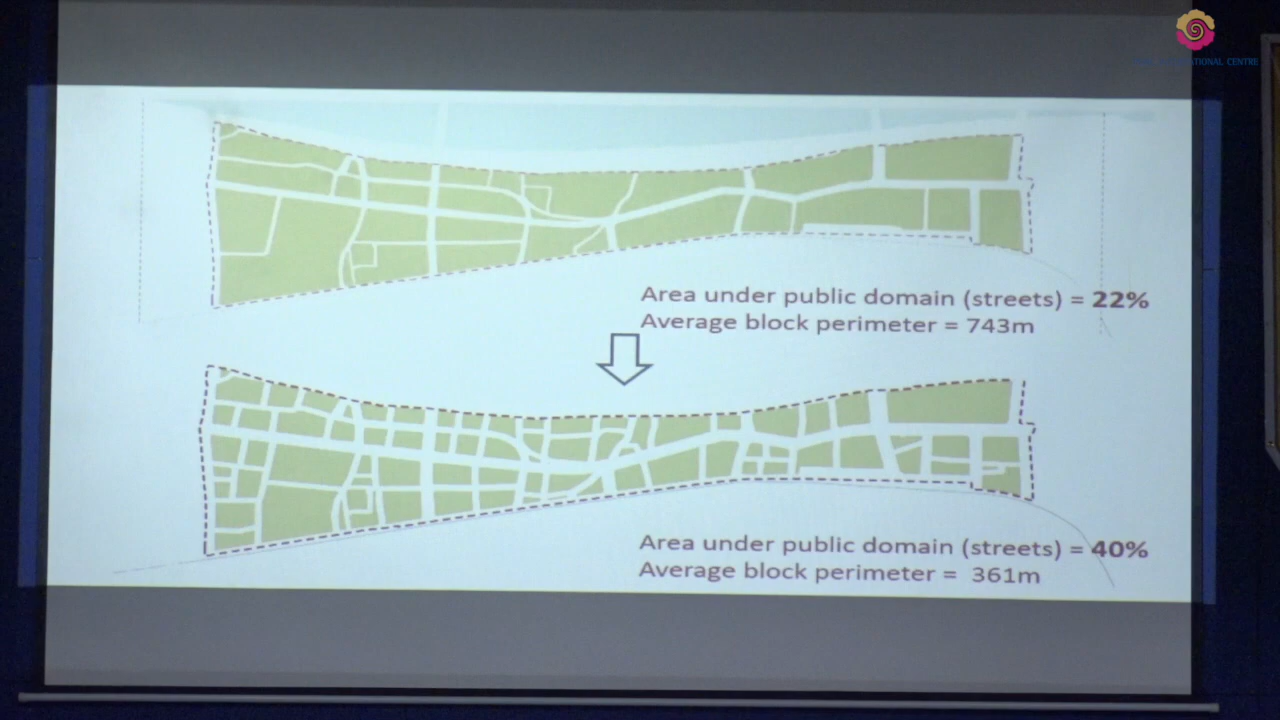 CENTRE
Area under public domain (streets) = 22%
Average block perimeter = 743m
Area under public domain (streets) = 40%
Average block perimeter = 361m